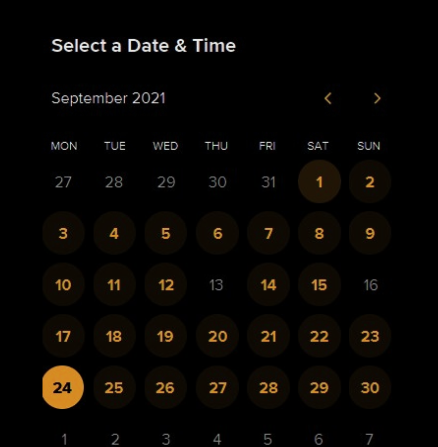 Select a Date & Time
September 2021
MON TUE WED THU FRI SAT SUN
27 28 29 30 31 1 2
3 4 5 6 7 8 9
10 11 12 13 14 15 16
17 18 19 20 21 22 23
24 25 26 27 28 29 30
1 2 3 4 5 6 7